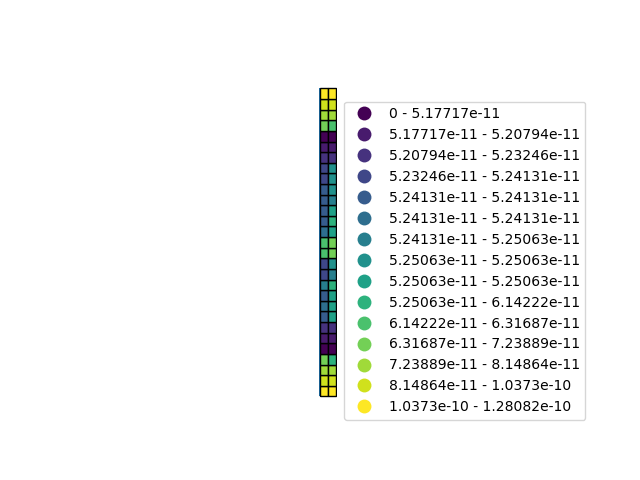 0 - 5.17717e-11
5.17717e-11 - 5.20794e-11
5.20794e-11 - 5.23246e-11
5.23246e-11 - 5.24131e-11
5.24131e-11 - 5.24131e-11
5.24131e-11 - 5.24131e-11
5.24131e-11 - 5.25063e-11
5.25063e-11 - 5.25063e-11
5.25063e-11 - 5.25063e-11
5.25063e-11 - 6.14222e-11
6.14222e-11 - 6.31687e-11
6.31687e-11 - 7.23889e-11
7.23889e-11 - 8.14864e-11
8.14864e-11 - 1.0373e-10
1.0373e-10 - 1.28082e-10